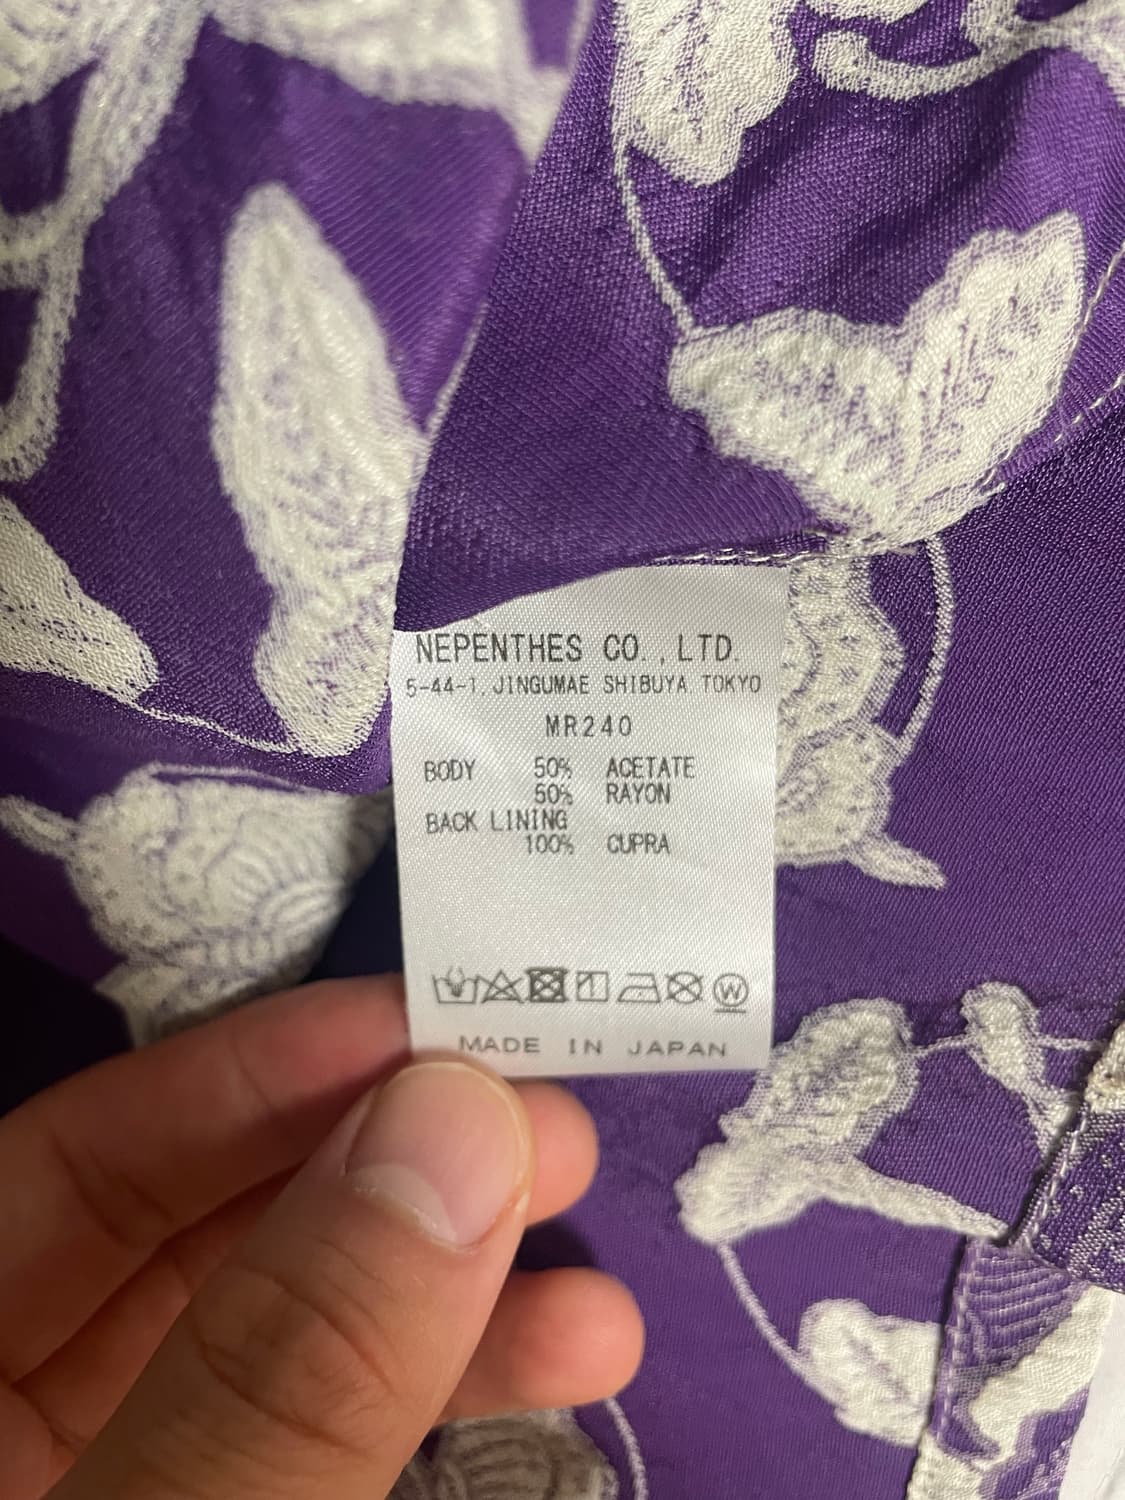 NEPENTHES CO.,LTD.
5-44-1, JINGUMAE SHIBUYA TOKYO
MR240
BODY 50% ACETATE
50% RAYON
BACK LINING
100% CUPRA
W
MADE IN JAPAN